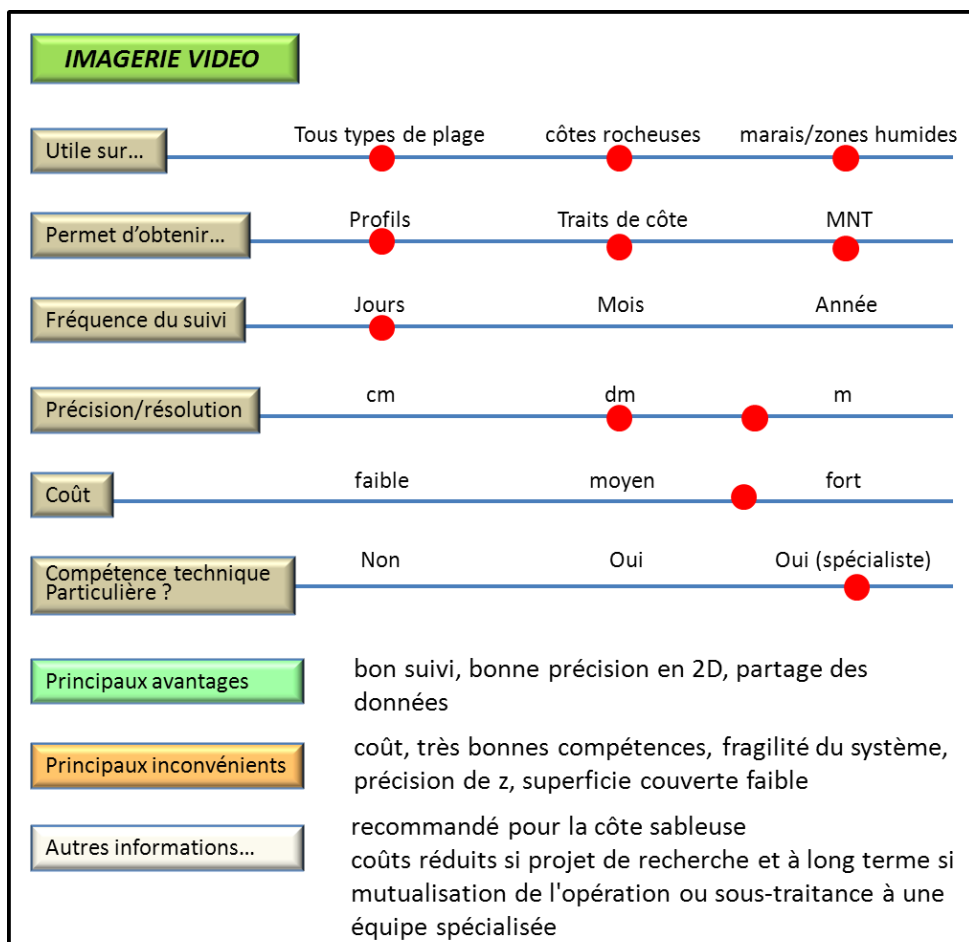 IMAGERIE VIDEO
Utile sur… Tous types de plage côtes rocheuses marais/zones humides
Permet d’obtenir… Profils Traits de côte MNT
Fréquence du suivi Jours Mois Année
Précision/résolution cm dm m
Coût faible moyen fort
Compétence technique
Particulière ? Non Oui Oui (spécialiste)
Principaux avantages bon suivi, bonne précision en 2D, partage des
données
Principaux inconvénients coût, très bonnes compétences, fragilité du système,
précision de z, superficie couverte faible
Autres informations… recommandé pour la côte sableuse
coûts réduits si projet de recherche et à long terme si
mutualisation de l'opération ou sous-traitance à une
équipe spécialisée